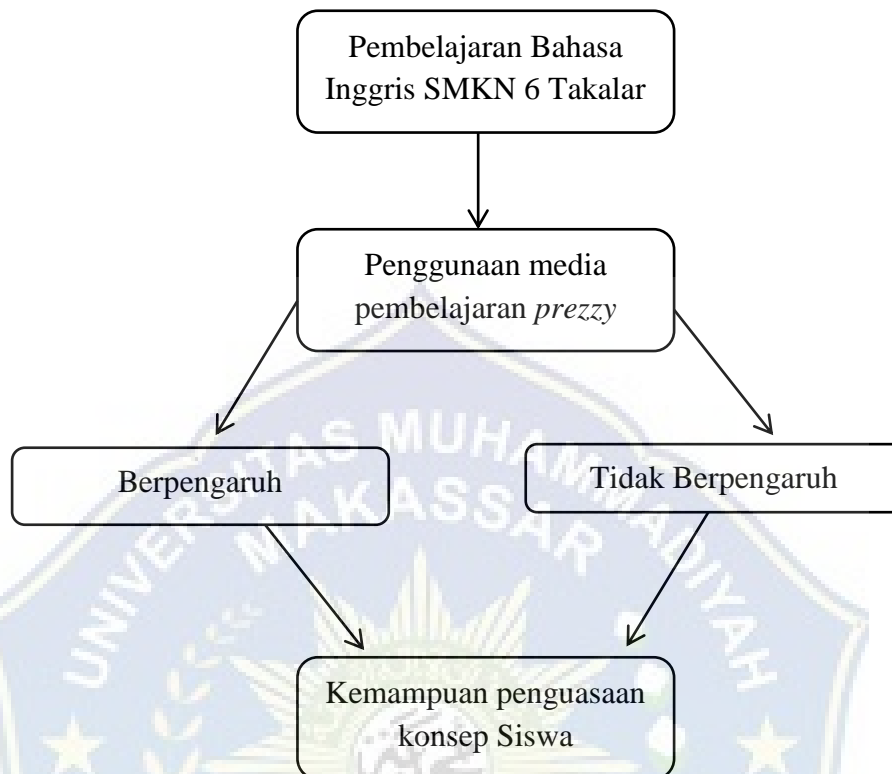 Pembelajaran Bahasa
Inggris SMKN 6 Takalar
Penggunaan media
pembelajaran prezzy
Berpengaruh
Tidak Berpengaruh
Kemampuan penguasaan
konsep Siswa
UNIVERSITAS MUHAMMADIYAH
MAKASSAR